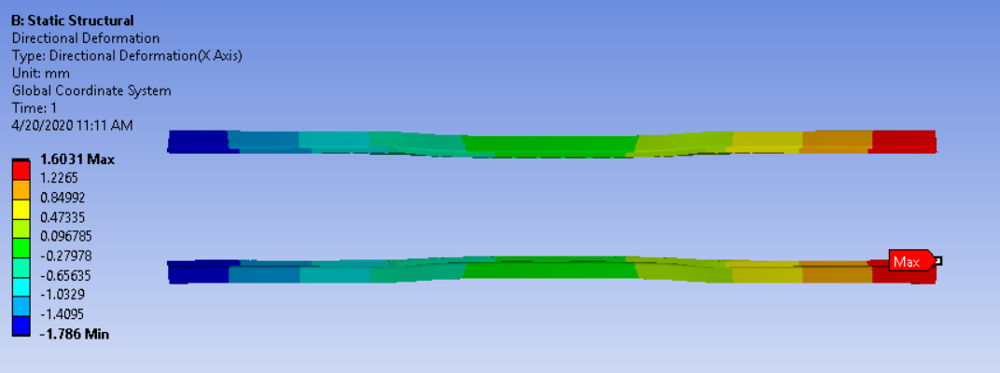 B: Static Structural
Directional Deformation
Type: Directional Deformation(X Axis)
Unit: mm
Global Coordinate System
Time: 1
4/20/2020 11:11 AM
1.6031 Max
1.2265
0.84992
0.47335
0.096785
-0.27978
-0.65635
-1.0329
-1.4095
-1.786 Min
Max